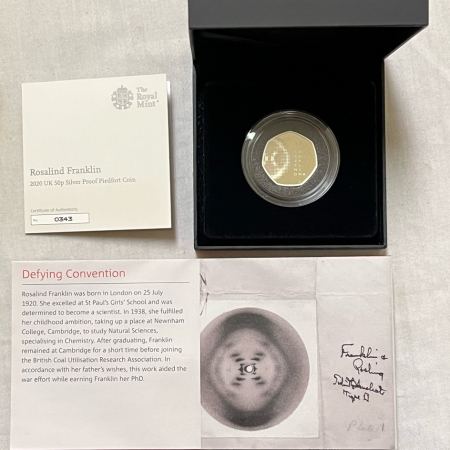 The
Royal
Mint
Rosalind Franklin
2020 UK 50p Silver Proof Piedfort Coin
Certificate of Authenticity
No. 0343
Defying Convention
Rosalind Franklin was born in London on 25 July
1920. She excelled at St Paul's Girls' School and was
determined to become a scientist. In 1938, she fulfilled
her childhood ambition, taking up a place at Newnham
College, Cambridge, to study Natural Sciences,
specialising in Chemistry. After graduating, Franklin
remained at Cambridge for a short time before joining
the British Coal Utilisation Research Association. In
accordance with her father's wishes, this work aided the
war effort while earning Franklin her PhD.
Franklin &
Gosling
Type B
Plate 1